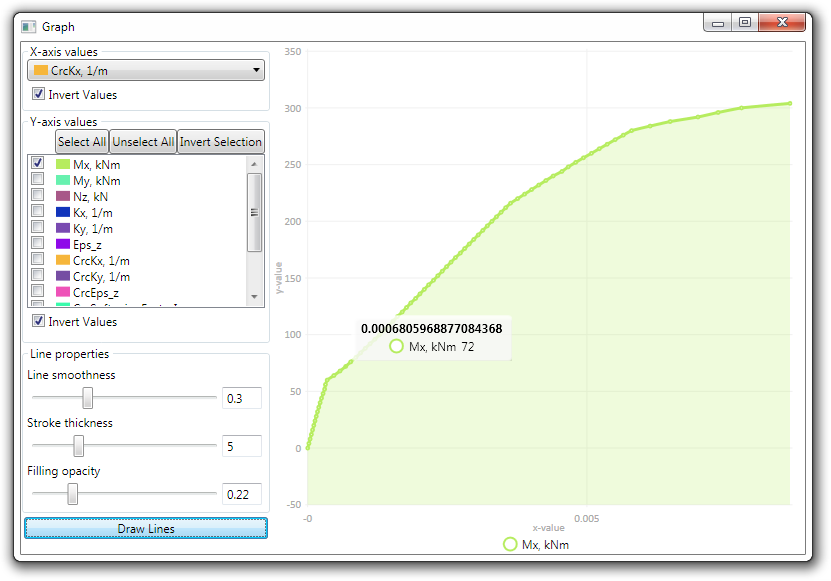 Graph
X-axis values
CrcKx, 1/m
Invert Values
Y-axis values
Select All Unselect All Invert Selection
Mx, kNm
My, kNm
Nz, kN
Kx, 1/m
Ky, 1/m
Eps_z
CrcKx, 1/m
CrcKy, 1/m
CrcEps_z
Invert Values
Line properties
Line smoothness
0.3
Stroke thickness
5
Filling opacity
0.22
Draw Lines
350
300
250
200
150
100
50
0
-50
y-value
0.0006805968877084368
Mx, kNm 72
-0 0.005
x-value
Mx, kNm